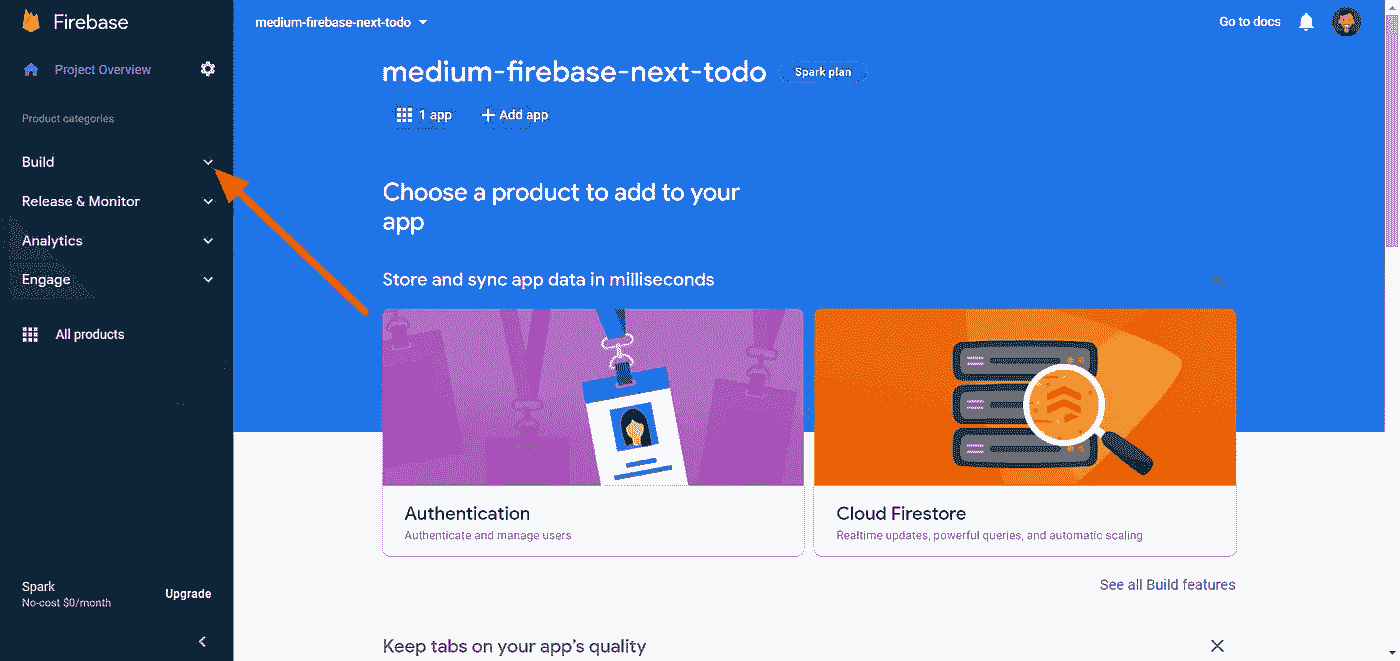 Firebase
medium-firebase-next-todo
Go to docs
Project Overview
medium-firebase-next-todo
Spark plan
1 app
Add app
Product categories
Build
Release & Monitor
Analytics
Engage
All products
Choose a product to add to your
app
Store and sync app data in milliseconds
Authentication
Authenticate and manage users
Cloud Firestore
Realtime updates, powerful queries, and automatic scaling
See all Build features
Spark
No-cost $0/month
Upgrade
Keep tabs on your app's quality